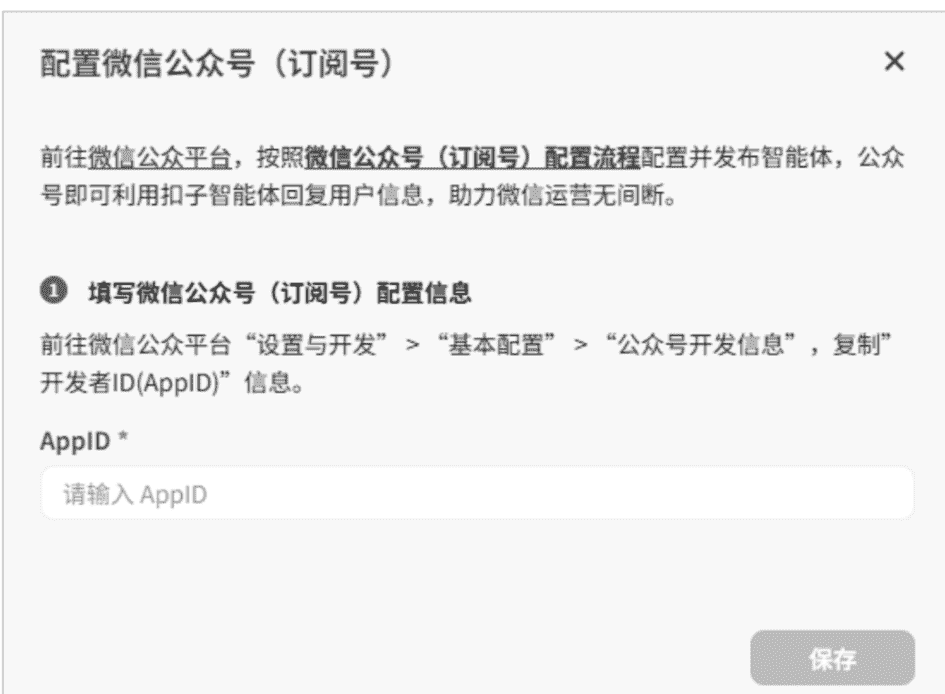 配置微信公众号（订阅号）
前往微信公众平台，按照微信公众号（订阅号）配置流程配置并发布智能体，公众
号即可利用扣子智能体回复用户信息，助力微信运营无间断。
1 填写微信公众号（订阅号）配置信息
前往微信公众平台“设置与开发” > “基本配置” > “公众号开发信息”，复制”
开发者ID(AppID)”信息。
AppID *
请输入 AppID
保存